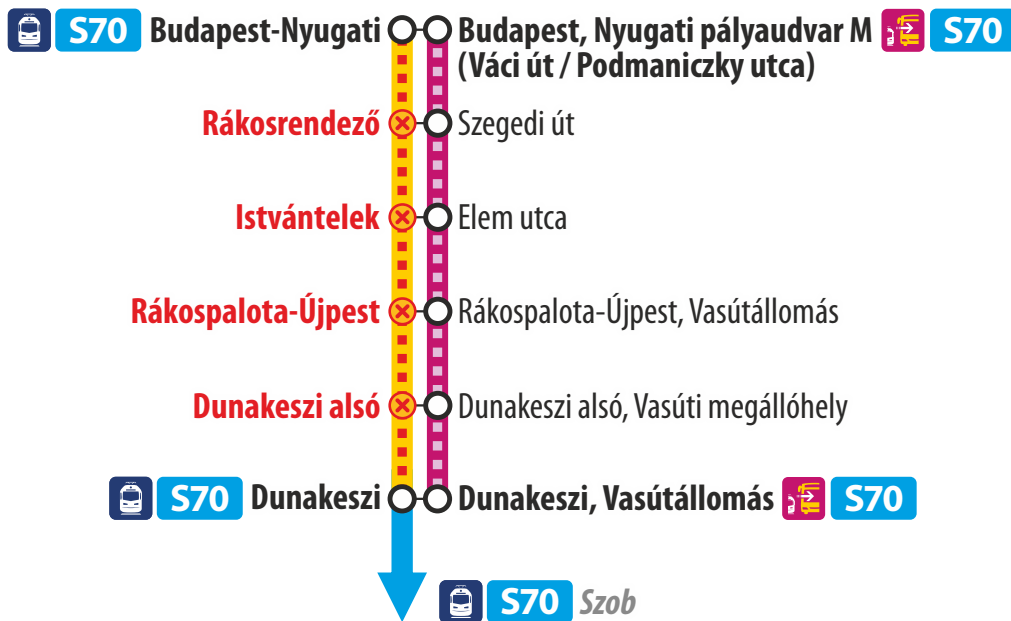 S70 Budapest-Nyugati Budapest, Nyugati pályaudvar M S70
(Váci út / Podmaniczky utca)
Rákosrendező Szegedi út
Istvántelek Elem utca
Rákospalota-Újpest Rákospalota-Újpest, Vasútállomás
Dunakeszi alsó Dunakeszi alsó, Vasúti megállóhely
S70 Dunakeszi Dunakeszi, Vasútállomás S70
S70 Szob